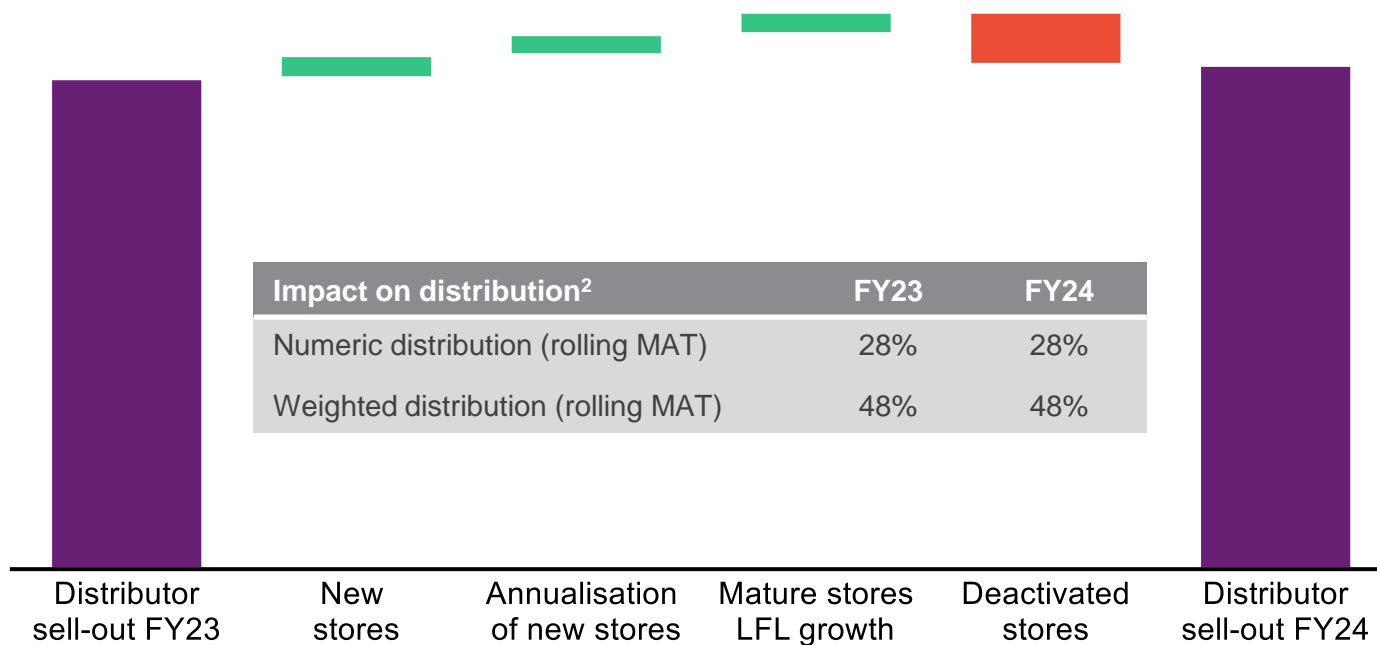 Impact on distribution² FY23 FY24
Numeric distribution (rolling MAT) 28% 28%
Weighted distribution (rolling MAT) 48% 48%
Distributor sell-out FY23
New stores
Annualisation of new stores
Mature stores LFL growth
Deactivated stores
Distributor sell-out FY24